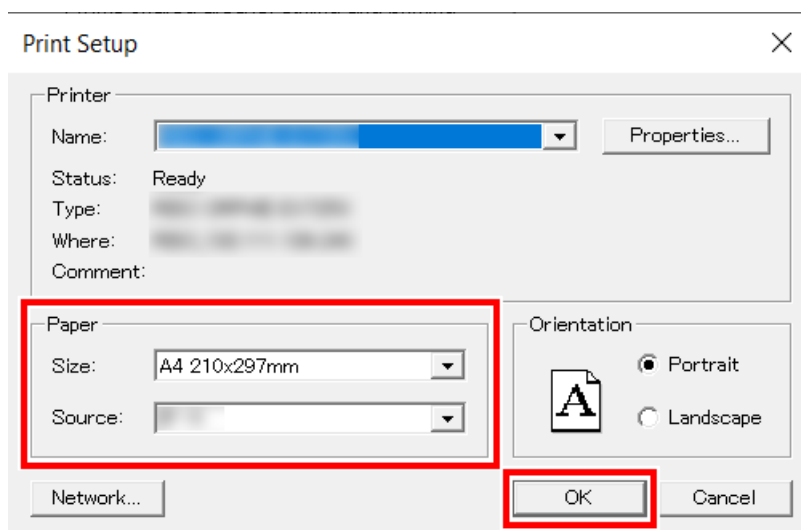 Print Setup
Printer
Name:
Properties...
Status: Ready
Type:
Where:
Comment:
Paper
Size: A4 210x297mm
Source:
Orientation
A
Portrait
Landscape
Network...
OK
Cancel